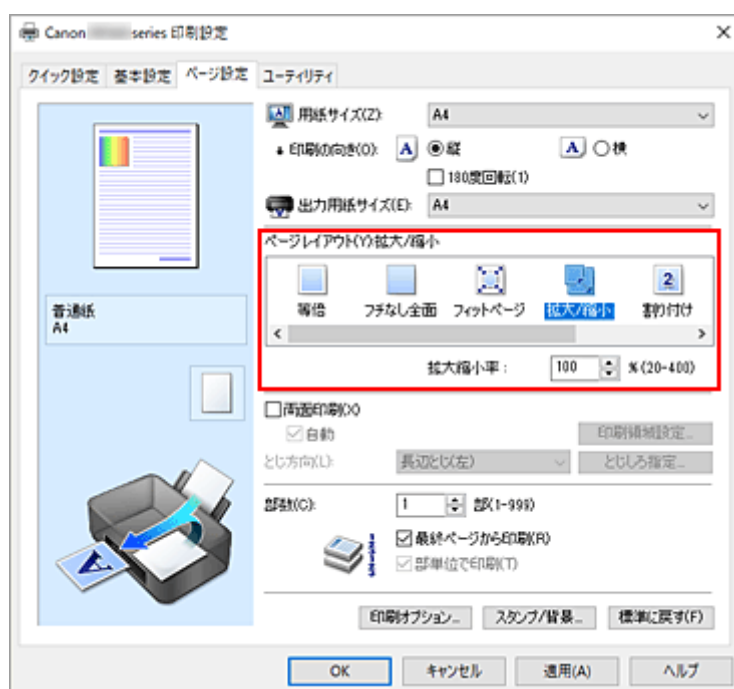 Canon series 印刷設定
クイック設定 基本設定 ページ設定 ユーティリティ
用紙サイズ(Z): A4
印刷の向き(O): A 縦 A 横
180度回転(1)
出力用紙サイズ(E): A4
ページレイアウト(Y):拡大/縮小
等倍 フチなし全面 フィットページ 拡大/縮小 割り付け
拡大縮小率: 100 % (20-400)
普通紙
A4
両面印刷(X)
自動 印刷領域設定...
とじ方向(L): 長辺とじ(左) とじしろ指定...
部数(C): 1 部(1-999)
最終ページから印刷(R)
部単位で印刷(T)
印刷オプション... スタンプ/背景... 標準に戻す(F)
OK キャンセル 適用(A) ヘルプ